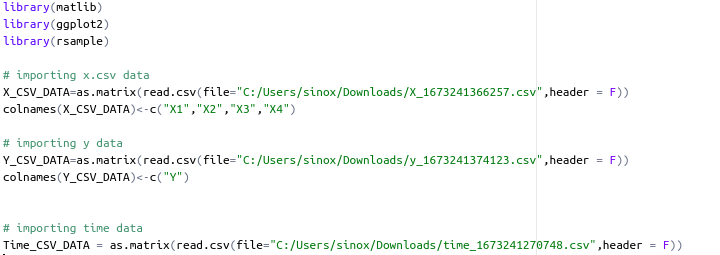 library(matlib)
library(ggplot2)
library(rsample)
# importing x.csv data
X_CSV_DATA=as.matrix(read.csv(file="C:/Users/sinox/Downloads/X_1673241366257.csv",header = F))
colnames(X_CSV_DATA)<-c("X1","X2","X3","X4")
# importing y data
Y_CSV_DATA=as.matrix(read.csv(file="C:/Users/sinox/Downloads/y_1673241374123.csv",header = F))
colnames(Y_CSV_DATA)<-c("Y")
# importing time data
Time_CSV_DATA = as.matrix(read.csv(file="C:/Users/sinox/Downloads/time_1673241270748.csv",header = F))